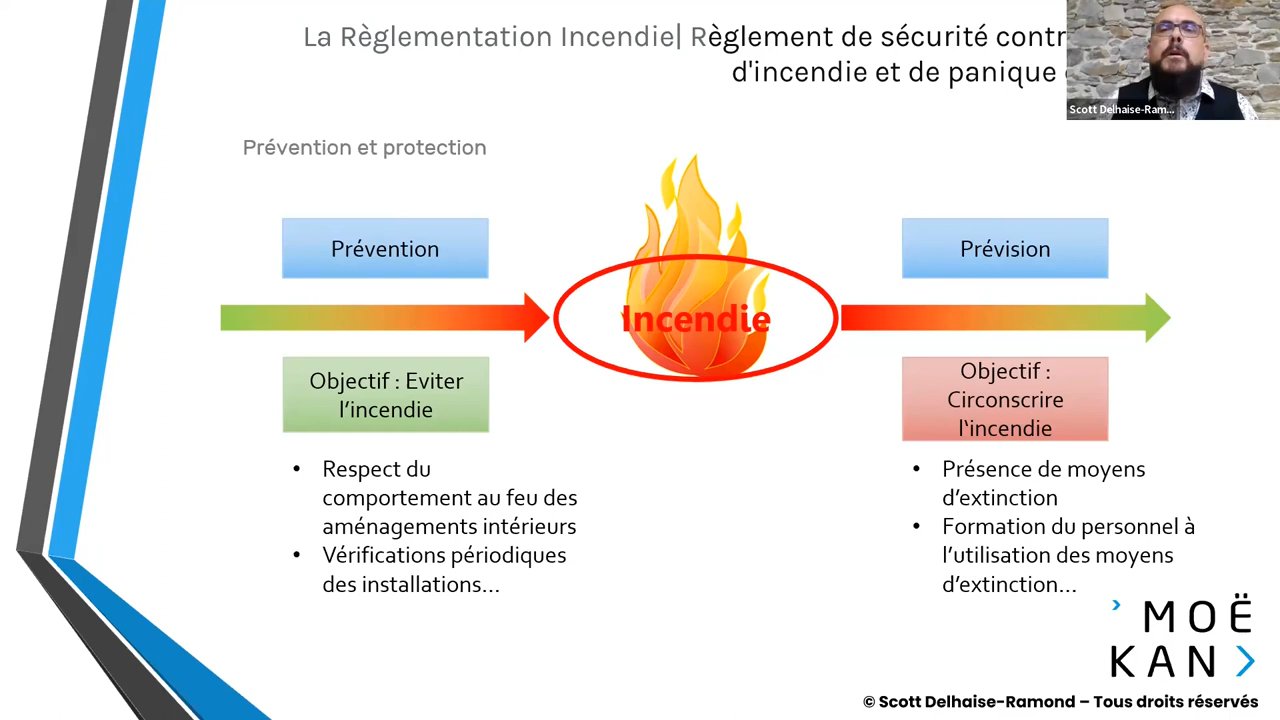 La Règlementation Incendie| Règlement de sécurité contr
d'incendie et de panique
Scott Delhaise-Ram...
Prévention et protection
Prévention
Prévision
Incendie
Objectif : Eviter
l’incendie
Objectif :
Circonscrire
l‘incendie
• Respect du
comportement au feu des
aménagements intérieurs
• Vérifications périodiques
des installations…
• Présence de moyens
d’extinction
• Formation du personnel à
l’utilisation des moyens
d’extinction…
MOË
KAN
© Scott Delhaise-Ramond – Tous droits réservés